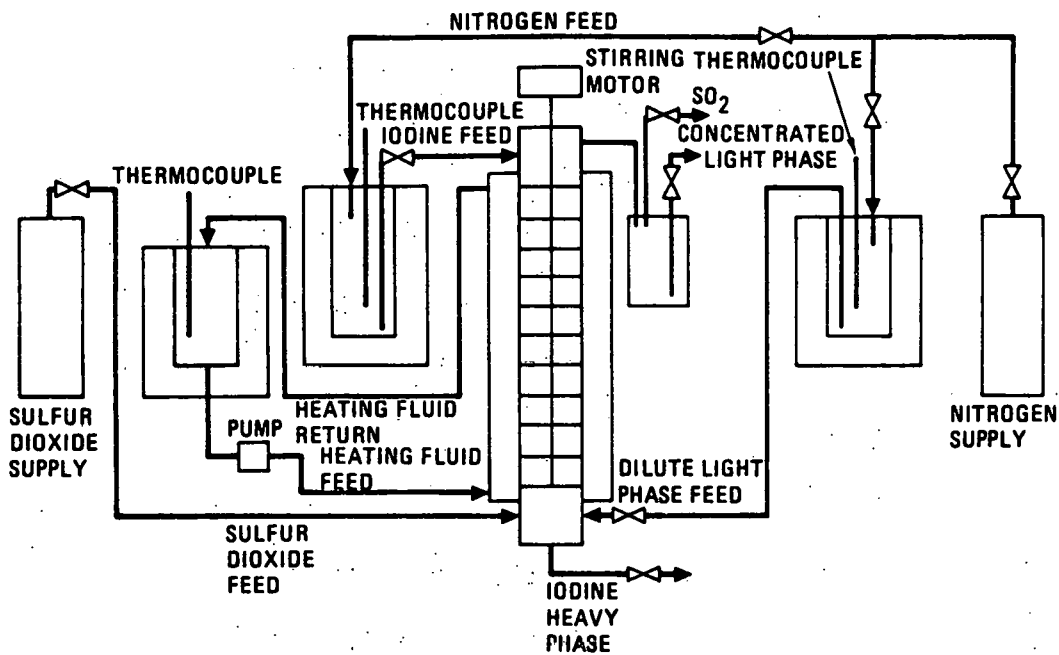 NITROGEN FEED
STIRRING
MOTOR
THERMOCOUPLE
SO₂
CONCENTRATED
LIGHT PHASE
THERMOCOUPLE
IODINE FEED
THERMOCOUPLE
SULFUR
DIOXIDE
SUPPLY
PUMP
HEATING FLUID
RETURN
HEATING FLUID
FEED
DILUTE LIGHT
PHASE FEED
NITROGEN
SUPPLY
SULFUR
DIOXIDE
FEED
IODINE
HEAVY
PHASE